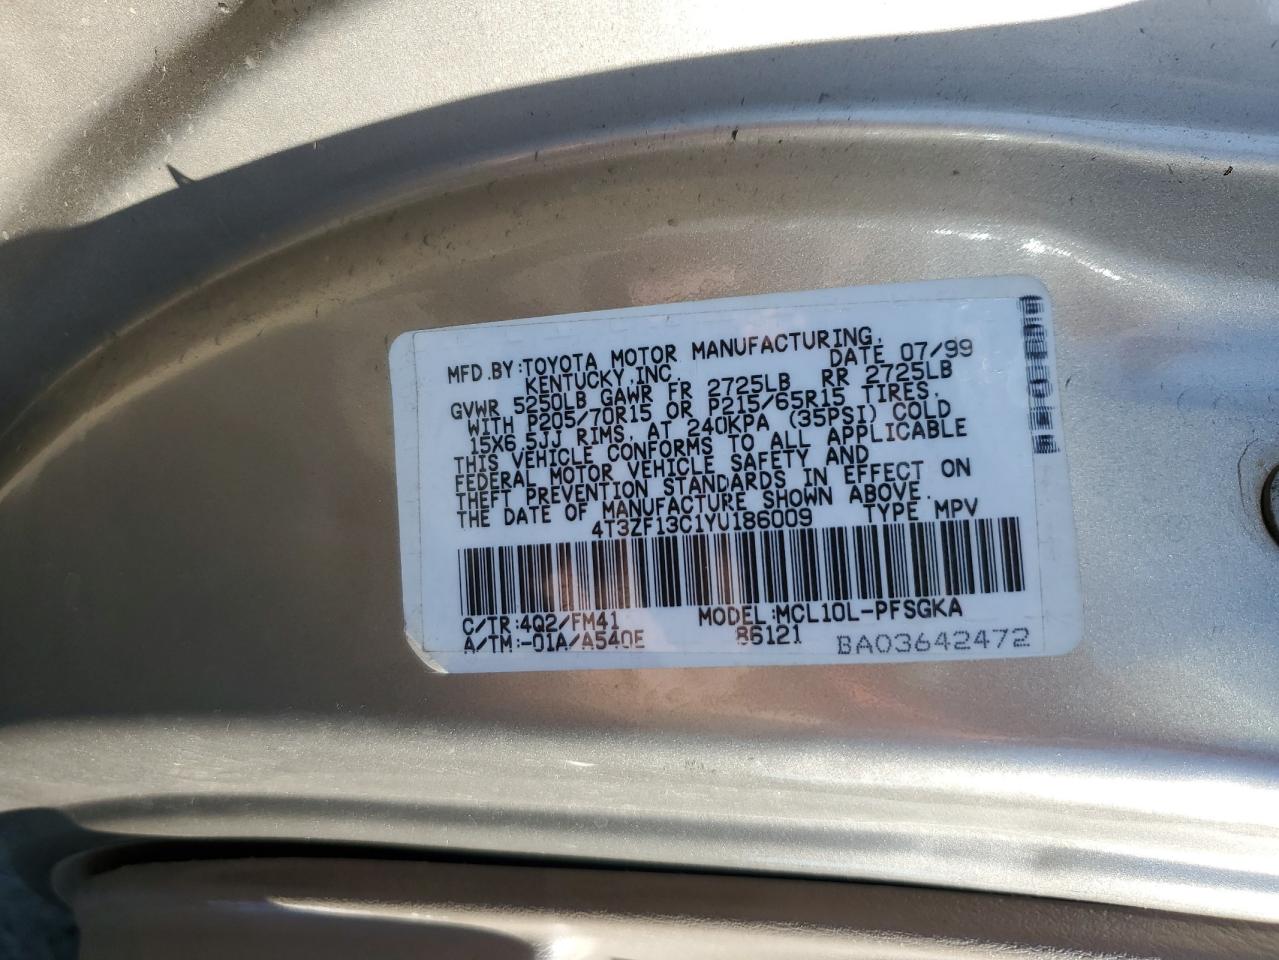 MFD.BY:TOYOTA MOTOR MANUFACTURING,
KENTUCKY,INC. DATE 07/99
GVWR 5250LB GAWR FR 2725LB RR 2725LB
WITH P205/70R15 OR P215/65R15 TIRES,
15X6.5JJ RIMS, AT 240KPA (35PSI) COLD
THIS VEHICLE CONFORMS TO ALL APPLICABLE
FEDERAL MOTOR VEHICLE SAFETY AND
THEFT PREVENTION STANDARDS IN EFFECT ON
THE DATE OF MANUFACTURE SHOWN ABOVE.
4T3ZF13C1YU186009 TYPE MPV
C/TR:4Q2/FM41 MODEL:MCL10L-PFSGKA
A/TM:-01A/A540E 86121 BA03642472